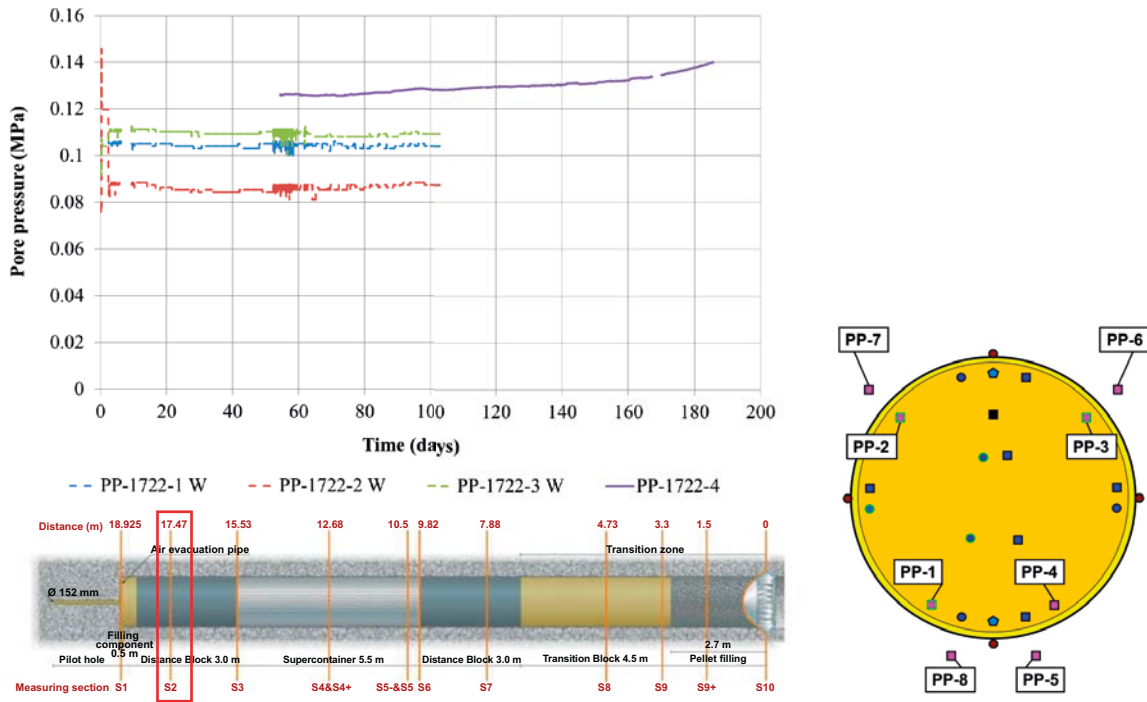 0.16
0.14
0.12
0.1
0.08
0.06
0.04
0.02
0
Pore pressure (MPa)
0 20 40 60 80 100 120 140 160 180 200
Time (days)
PP-1722-1 W PP-1722-2 W PP-1722-3 W PP-1722-4
Distance (m) 18.925 17.47 15.53 12.68 10.5 9.82 7.88 4.73 3.3 1.5 0
Air evacuation pipe Transition zone
Ø 152 mm
Filling
component
0.5 m
2.7 m
Pilot hole Distance Block 3.0 m Supercontainer 5.5 m Distance Block 3.0 m Transition Block 4.5 m Pellet filling
Measuring section S1 S2 S3 S4&S4+ S5-&S5 S6 S7 S8 S9 S9+ S10
PP-7 PP-6
PP-2 PP-3
PP-1 PP-4
PP-8 PP-5